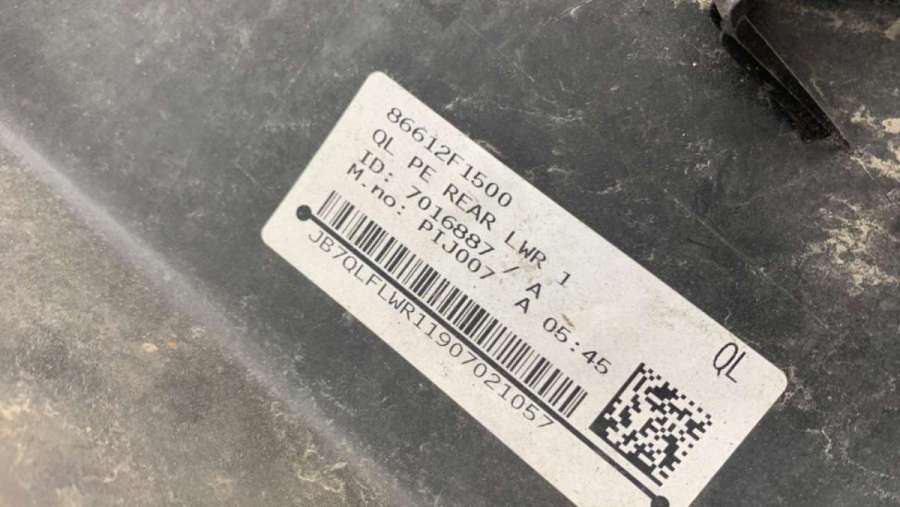 86612F1500
QL PE REAR LWR 1
ID: 7016887 / A
M.no: PIJ007 A 05:45
JB7QLFLWR11907021057
QL